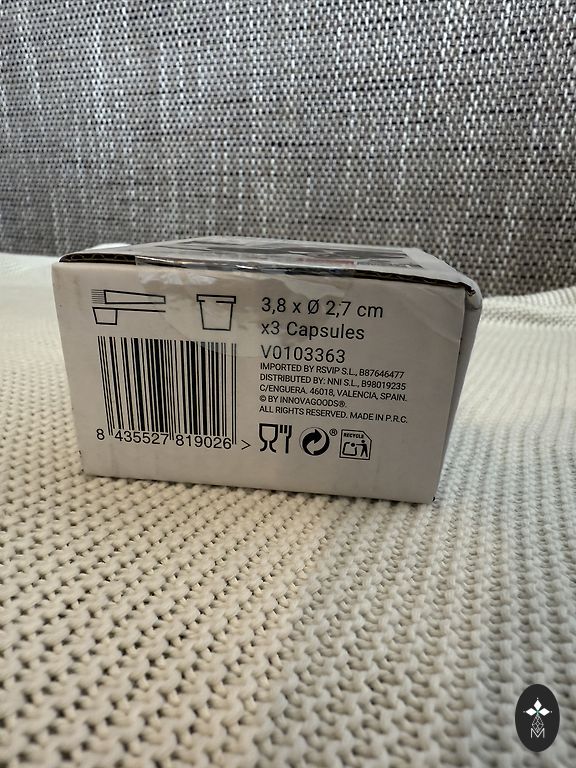 3,8 x Ø 2,7 cm
x3 Capsules
V0103363
IMPORTED BY RSVIP S.L., B87646477
DISTRIBUTED BY: NNI S.L., B98019235
C/ENGUERA. 46018, VALENCIA, SPAIN.
© BY INNOVAGOODS®.
ALL RIGHTS RESERVED. MADE IN P.R.C.
8 435527 819026 >
®
RECYCLE
M